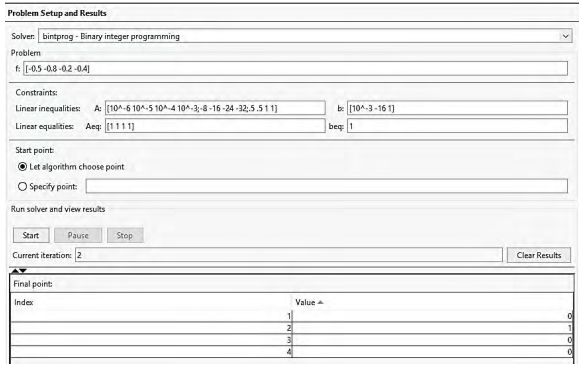 Problem Setup and Results
Solver: bintprog - Binary integer programming
Problem
f: [-0.5 -0.8 -0.2 -0.4]
Constraints:
Linear inequalities: A: [10^-6 10^-5 10^-4 10^-3;-8 -16 -24 -32;.5 .5 1 1] b: [10^-3 -16 1]
Linear equalities: Aeq: [1 1 1 1] beq: 1
Start point:
Let algorithm choose point
Specify point:
Run solver and view results
Start Pause Stop
Current iteration: 2 Clear Results
Final point:
Index Value
1 0
2 1
3 0
4 0